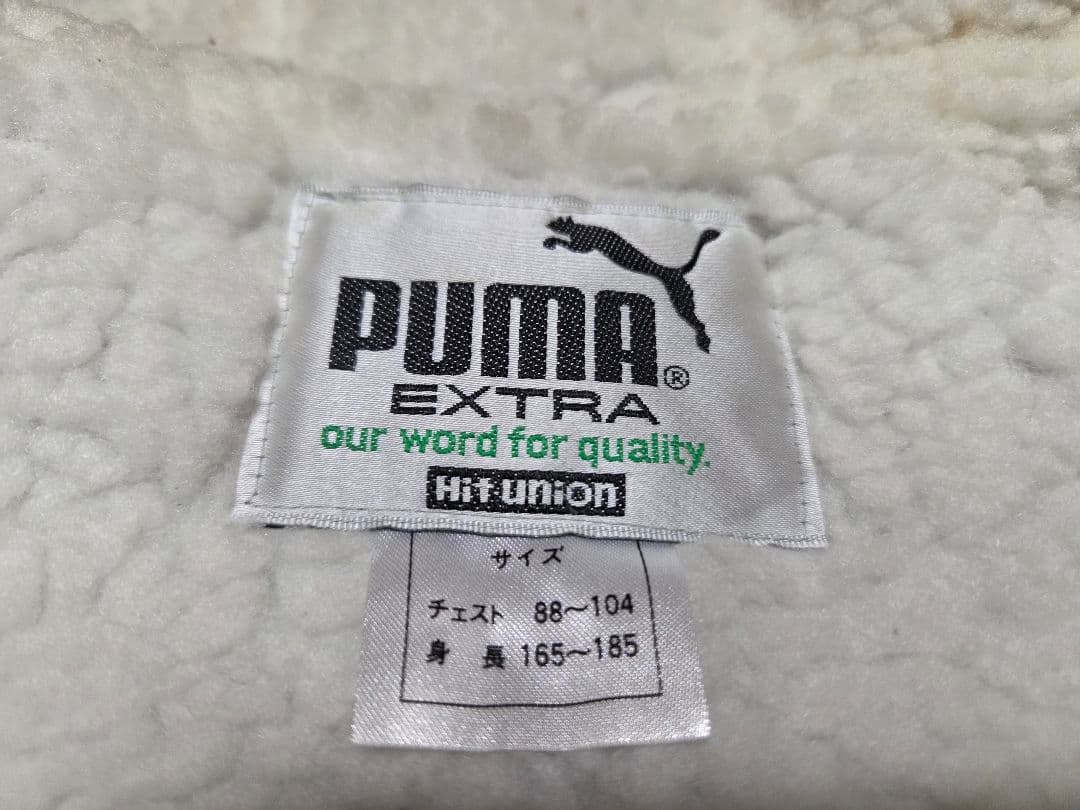 PUMA®
EXTRA
our word for quality.
Hit union
サイズ
チェスト 88～104
身長 165～185